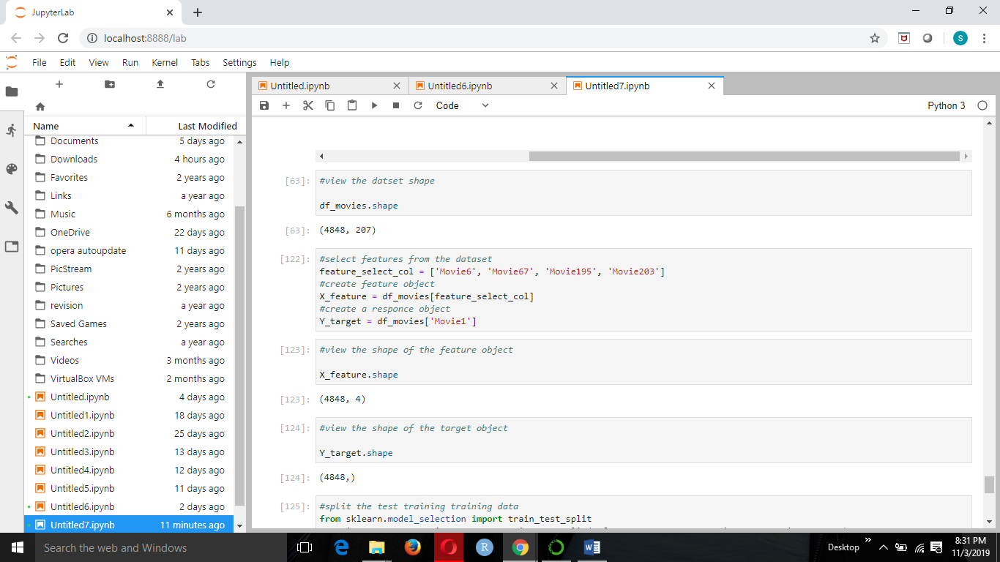 JupyterLab
localhost:8888/lab
S
File Edit View Run Kernel Tabs Settings Help
Name Last Modified
Documents 5 days ago
Downloads 4 hours ago
Favorites 2 years ago
Links a year ago
Music 6 months ago
OneDrive 22 days ago
opera autoupdate 11 days ago
PicStream 2 years ago
Pictures 2 years ago
revision a year ago
Saved Games 2 years ago
Searches a year ago
Videos 3 months ago
VirtualBox VMs 2 months ago
Untitled.ipynb 4 days ago
Untitled1.ipynb 18 days ago
Untitled2.ipynb 25 days ago
Untitled3.ipynb 13 days ago
Untitled4.ipynb 12 days ago
Untitled5.ipynb 11 days ago
Untitled6.ipynb 2 days ago
Untitled7.ipynb 11 minutes ago
Untitled.ipynb Untitled6.ipynb Untitled7.ipynb
Code Python 3
[63]: #view the datset shape
df_movies.shape
[63]: (4848, 207)
[122]: #select features from the dataset
feature_select_col = ['Movie6', 'Movie67', 'Movie195', 'Movie203']
#create feature object
X_feature = df_movies[feature_select_col]
#create a responce object
Y_target = df_movies['Movie1']
[123]: #view the shape of the feature object
X_feature.shape
[123]: (4848, 4)
[124]: #view the shape of the target object
Y_target.shape
[124]: (4848,)
[125]: #split the test training training data
from sklearn.model_selection import train_test_split
Search the web and Windows
R
Desktop
8:31 PM
11/3/2019